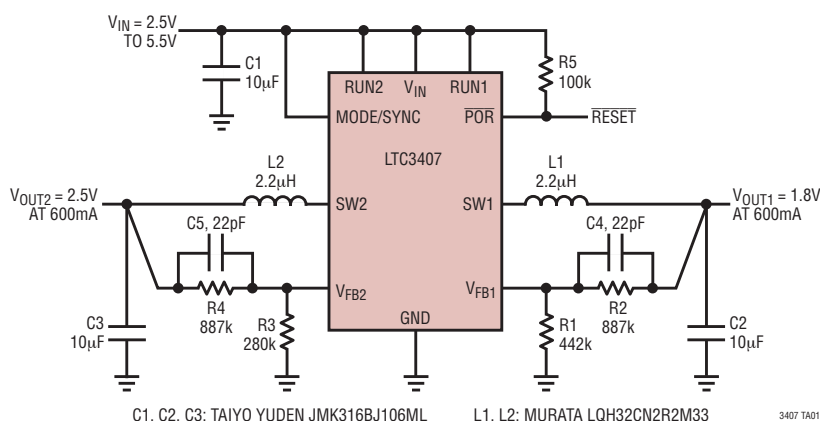 VIN = 2.5V
TO 5.5V
C1
10µF
R5
100k
RUN2
VIN
RUN1
MODE/SYNC
POR
RESET
LTC3407
L2
2.2µH
L1
2.2µH
VOUT2 = 2.5V
AT 600mA
SW2
SW1
VOUT1 = 1.8V
AT 600mA
C5, 22pF
C4, 22pF
VFB2
VFB1
R4
887k
R2
887k
C3
10µF
R3
280k
GND
R1
442k
C2
10µF
C1, C2, C3: TAIYO YUDEN JMK316BJ106ML
L1, L2: MURATA LQH32CN2R2M33
3407 TA01